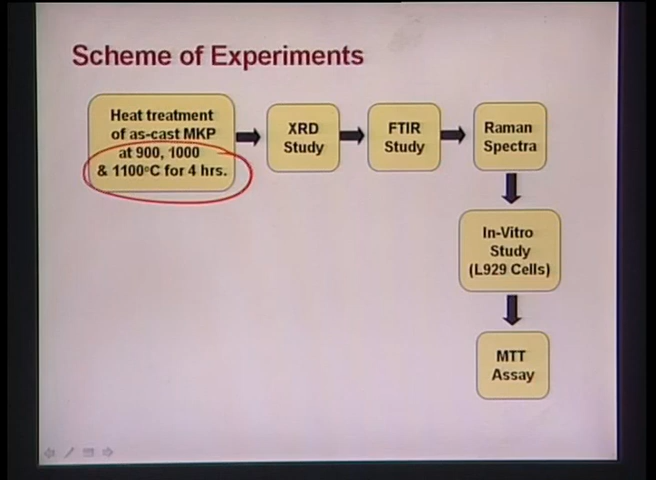 Scheme of Experiments
Heat treatment
of as-cast MKP
at 900, 1000
& 1100°C for 4 hrs.
XRD
Study
FTIR
Study
Raman
Spectra
In-Vitro
Study
(L929 Cells)
MTT
Assay